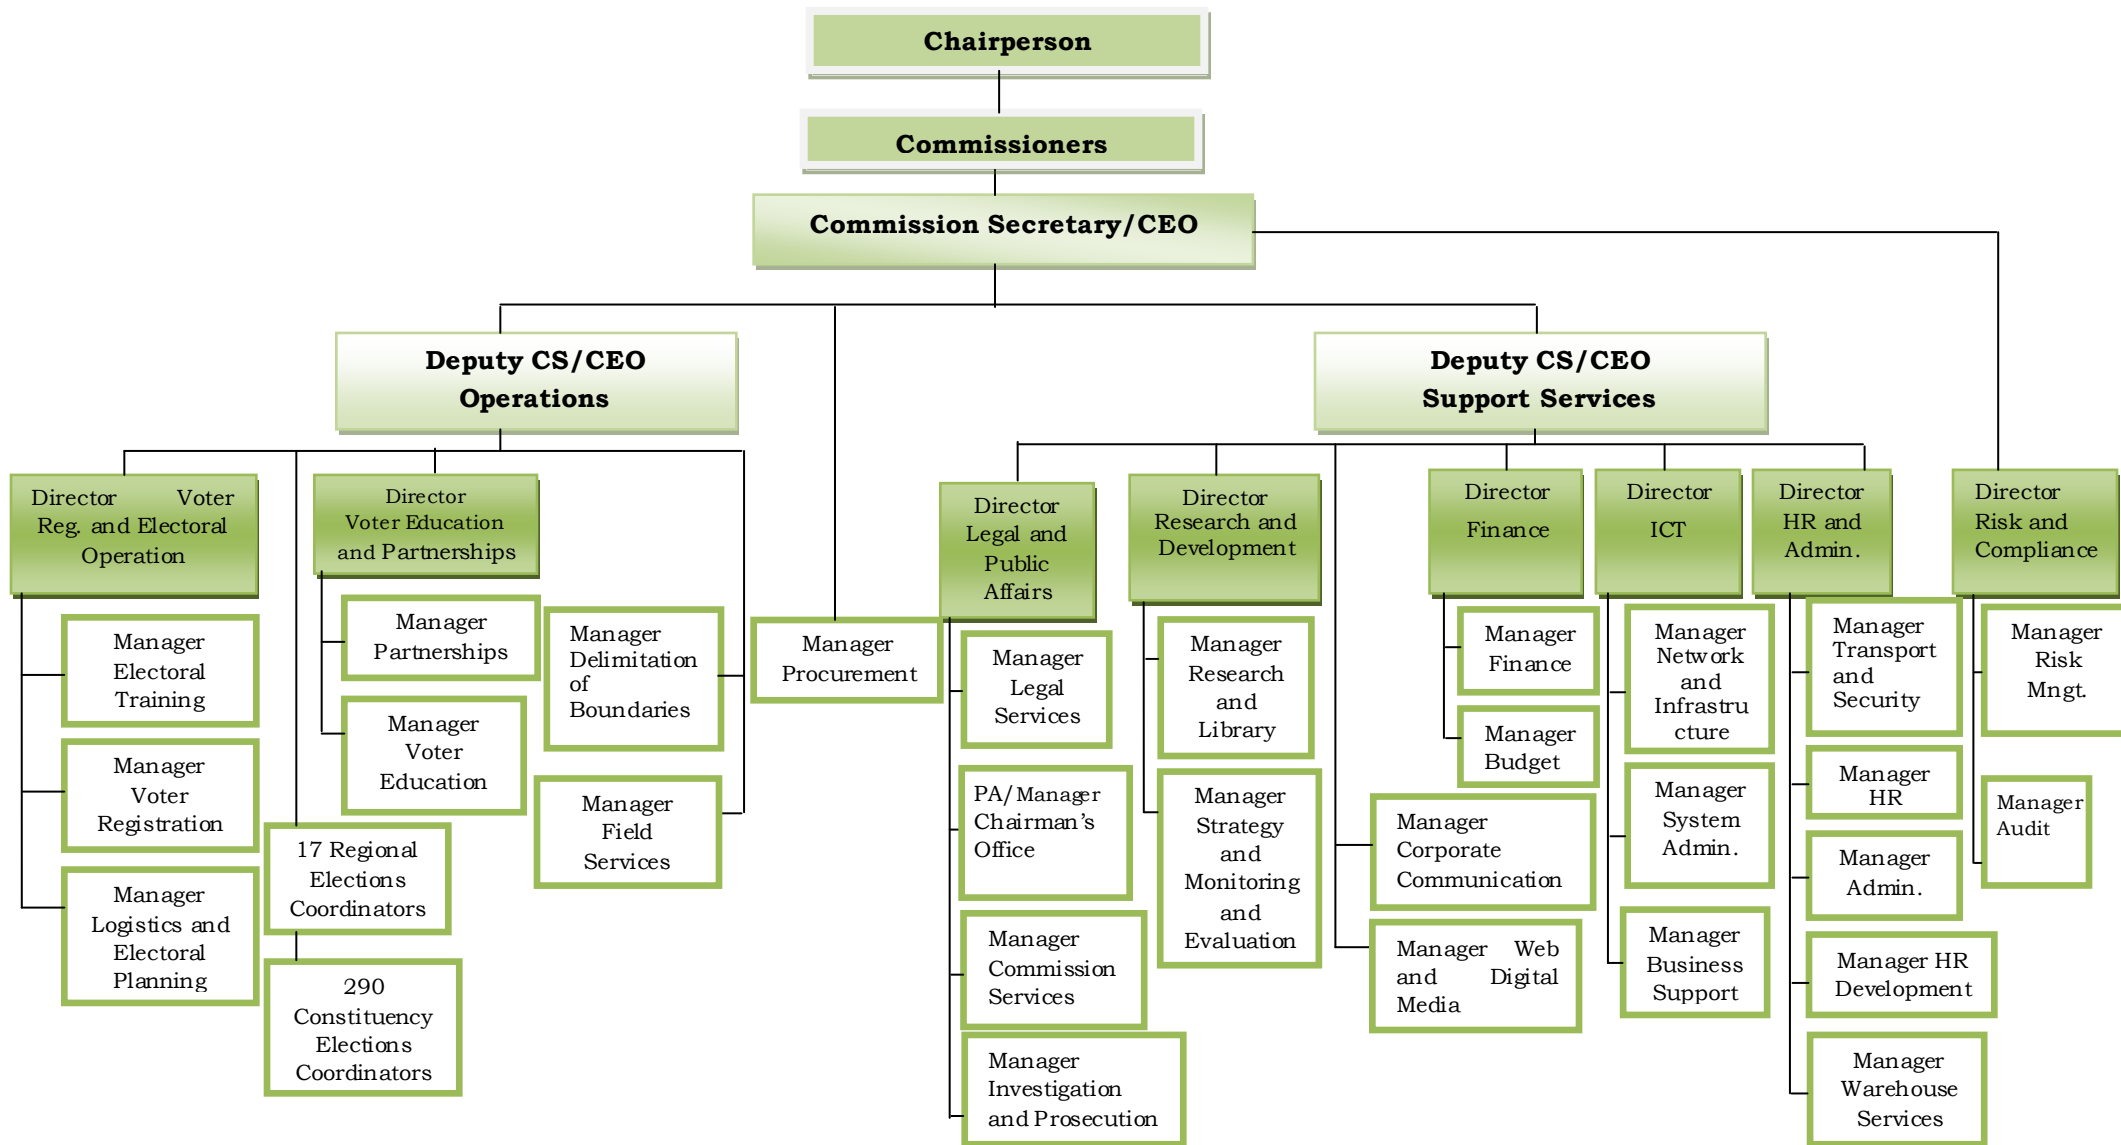 Chairperson
Commissioners
Commission Secretary/CEO
Deputy CS/CEO
Operations
Deputy CS/CEO
Support Services
Director Voter
Reg. and Electoral
Operation
Director
Voter Education
and Partnerships
Director
Legal and
Public
Affairs
Director
Research and
Development
Director
Finance
Director
ICT
Director
HR and
Admin.
Director
Risk and
Compliance
Manager
Electoral
Training
Manager
Voter
Registration
Manager
Logistics and
Electoral
Planning
17 Regional
Elections
Coordinators
290
Constituency
Elections
Coordinators
Manager
Partnerships
Manager
Voter
Education
Manager
Delimitation
of
Boundaries
Manager
Field
Services
Manager
Procurement
Manager
Legal
Services
PA/Manager
Chairman's
Office
Manager
Commission
Services
Manager
Investigation
and Prosecution
Manager
Research
and
Library
Manager
Strategy
and
Monitoring
and
Evaluation
Manager
Corporate
Communication
Manager Web
and Digital
Media
Manager
Finance
Manager
Budget
Manager
Network
and
Infrastru
cture
Manager
System
Admin.
Manager
Business
Support
Manager
Transport
and
Security
Manager
HR
Manager
Admin.
Manager HR
Development
Manager
Warehouse
Services
Manager
Risk
Mngt.
Manager
Audit